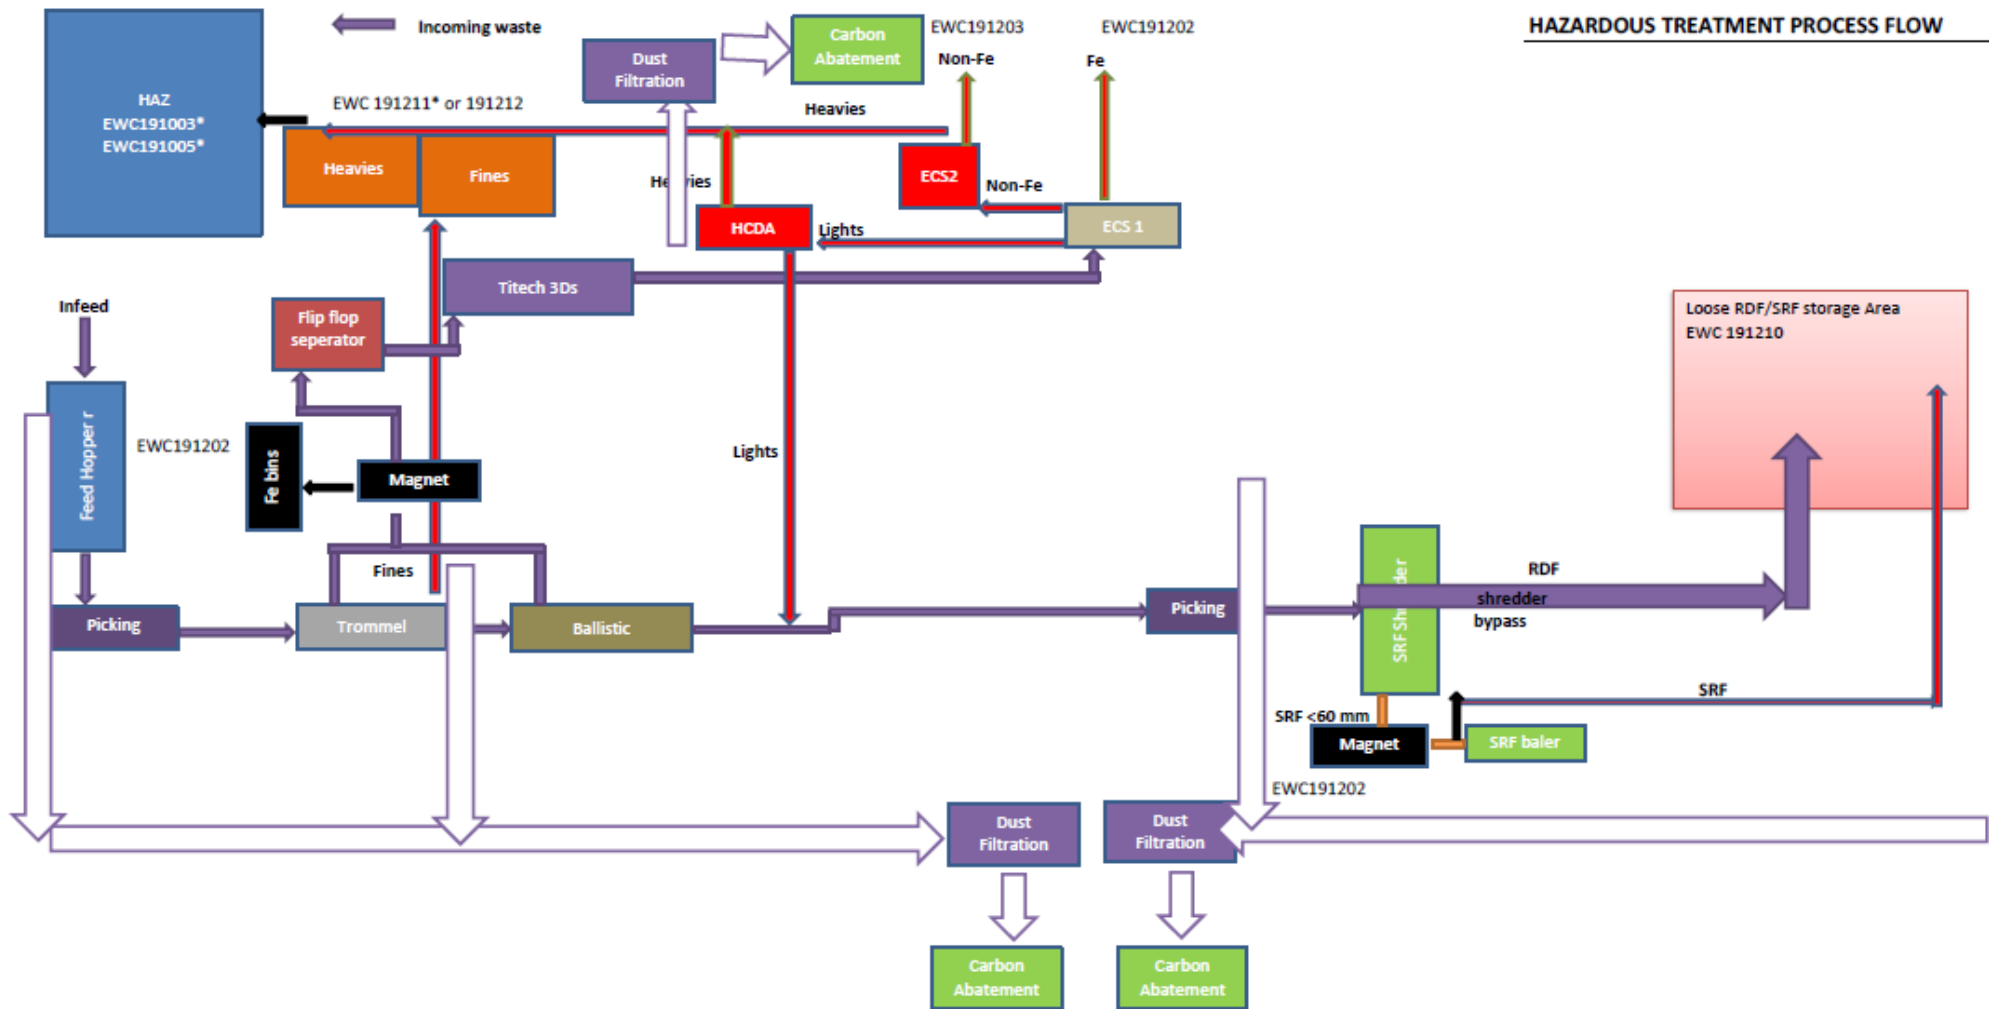 HAZARDOUS TREATMENT PROCESS FLOW
Incoming waste
EWC191203
EWC191202
Carbon
Abatement
Dust
Filtration
Non-Fe
Fe
HAZ
EWC191003*
EWC191005*
EWC 191211* or 191212
Heavies
Heavies
Fines
Heavies
ECS2
Non-Fe
HCDA
Lights
ECS 1
Titech 3Ds
Infeed
Flip flop
seperator
Loose RDF/SRF storage Area
EWC 191210
Feed Hopper r
EWC191202
Fe bins
Magnet
Lights
Fines
Picking
Trommel
Ballistic
Picking
SRF Shredder
RDF
shredder
bypass
SRF
SRF <60 mm
Magnet
SRF baler
EWC191202
Dust
Filtration
Dust
Filtration
Carbon
Abatement
Carbon
Abatement